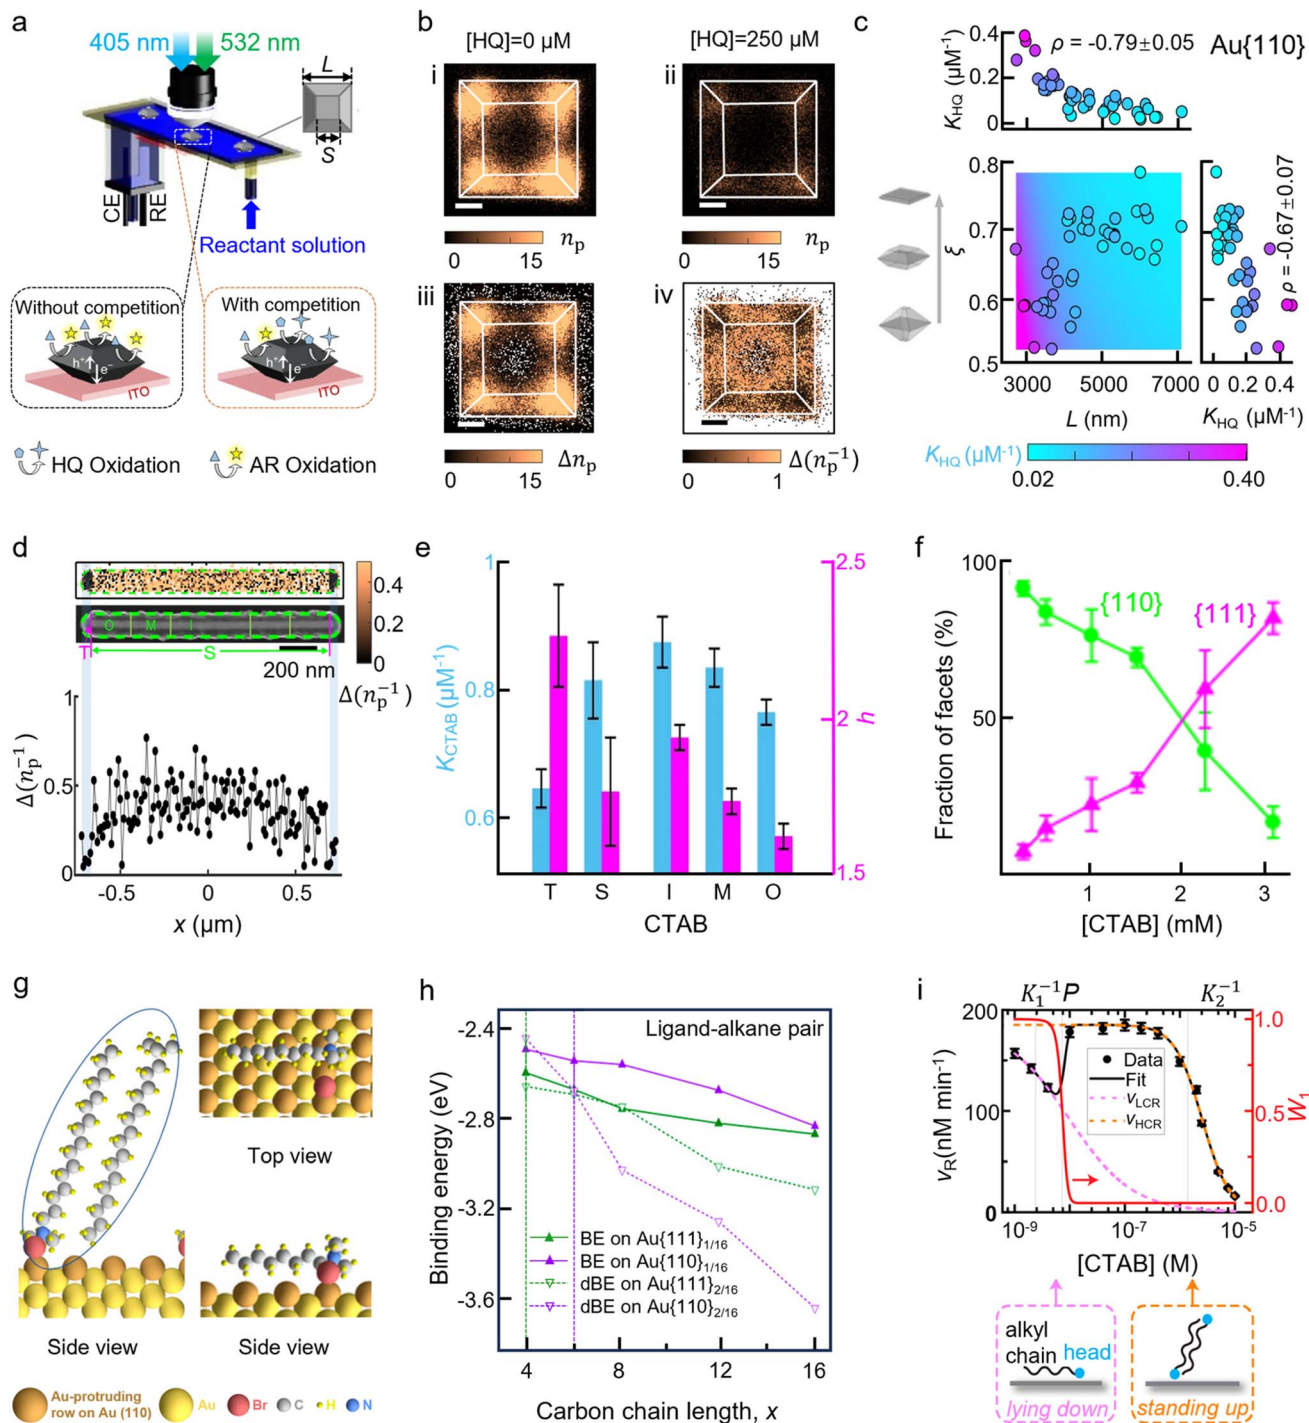 a
405 nm
532 nm
L
S
CE
RE
Reactant solution
Without competition
With competition
h⁺
e⁻
ITO
h⁺
e⁻
ITO
HQ Oxidation
AR Oxidation
b
[HQ]=0 μM
[HQ]=250 μM
i
ii
nₚ
0
15
nₚ
0
15
iii
iv
Δnₚ
0
15
Δ(nₚ⁻¹)
0
1
c
K_HQ (μM⁻¹)
0.4
0.2
0
ρ = -0.79±0.05
Au{110}
ξ
0.8
0.7
0.6
0.5
3000
5000
7000
L (nm)
ρ = -0.67±0.07
0
0.2
0.4
K_HQ (μM⁻¹)
K_HQ (μM⁻¹)
0.02
0.40
d
0.4
0.2
0
O
M
I
T
S
200 nm
Δ(nₚ⁻¹)
Δ(nₚ⁻¹)
1
0.5
0
-0.5
0
0.5
x (μm)
e
K_CTAB (μM⁻¹)
1
0.8
0.6
2.5
2
1.5
h
T
S
I
M
O
CTAB
f
Fraction of facets (%)
100
50
{110}
{111}
1
2
3
[CTAB] (mM)
g
Top view
Side view
Side view
Au-protruding
row on Au (110)
Au
Br
C
H
N
h
Binding energy (eV)
-2.4
-2.8
-3.2
-3.6
Ligand-alkane pair
BE on Au{111}₁/₁₆
BE on Au{110}₁/₁₆
dBE on Au{111}₂/₁₆
dBE on Au{110}₂/₁₆
4
8
12
16
Carbon chain length, x
i
K₁⁻¹ P
K₂⁻¹
v_R(nM min⁻¹)
200
100
0
Data
Fit
v_LCR
v_HCR
1.0
0.5
0.0
W₁
10⁻⁹
10⁻⁷
10⁻⁵
[CTAB] (M)
alkyl
chain
head
lying down
standing up